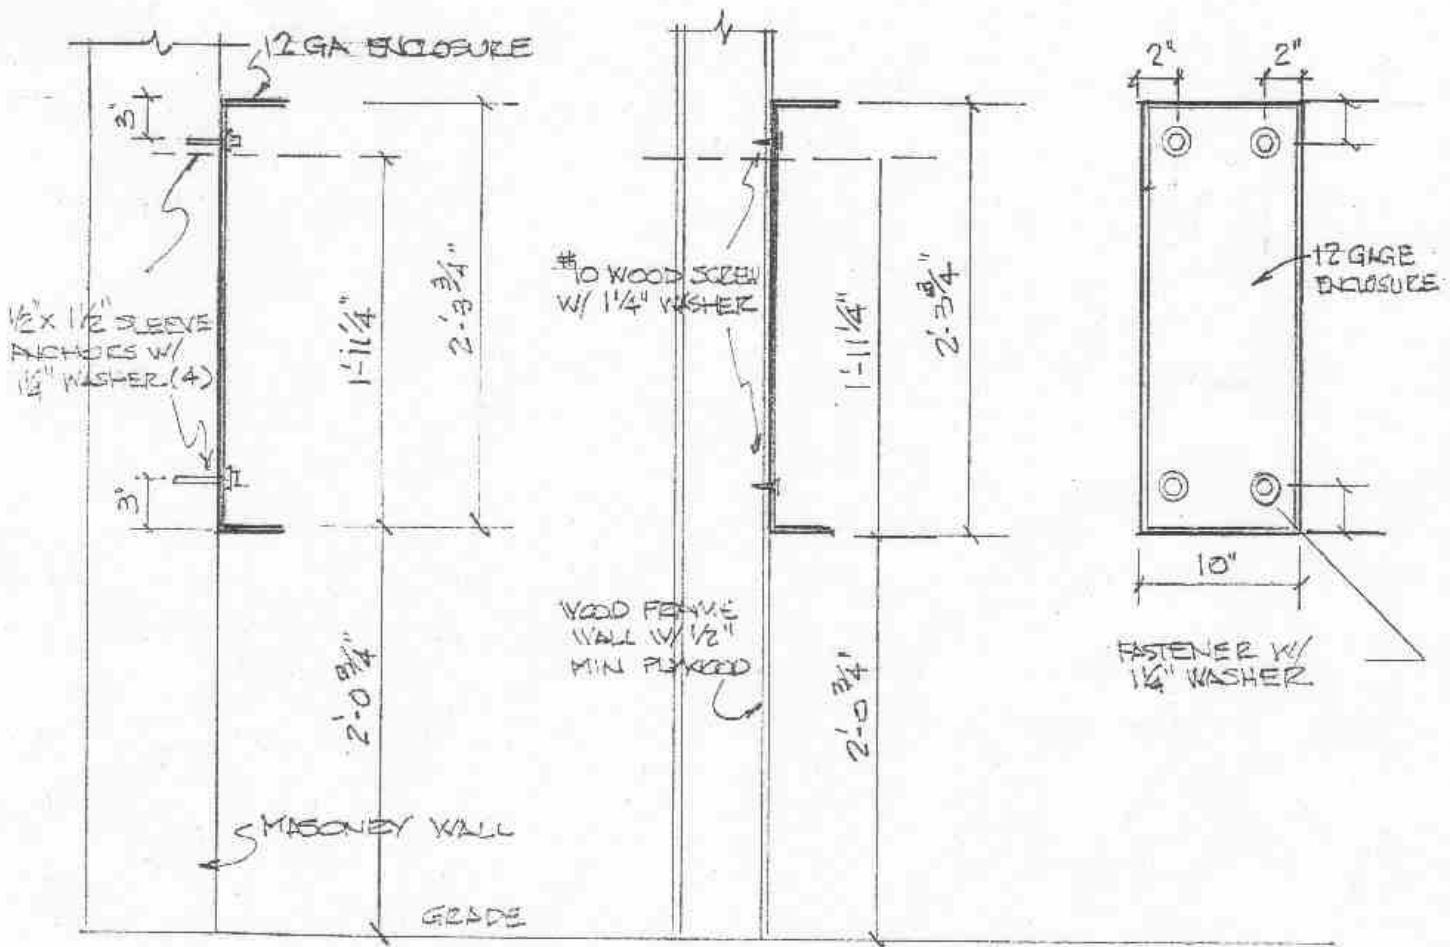 12 GA ENCLOSURE
3"
1/2" X 1 1/2" SLEEVE
ANCHORS W/
1 1/4" WASHER (4)
3"
1'-11 1/4"
2'-3 3/4"
2'-0 3/4"
MASONRY WALL
GRADE
#10 WOOD SCREW
W/ 1 1/4" WASHER
1'-11 1/4"
2'-3 3/4"
WOOD FRAME
WALL W/ 1/2"
MIN PLYWOOD
2'-0 3/4"
2"
2"
12 GAGE
ENCLOSURE
10"
FASTENER W/
1 1/4" WASHER